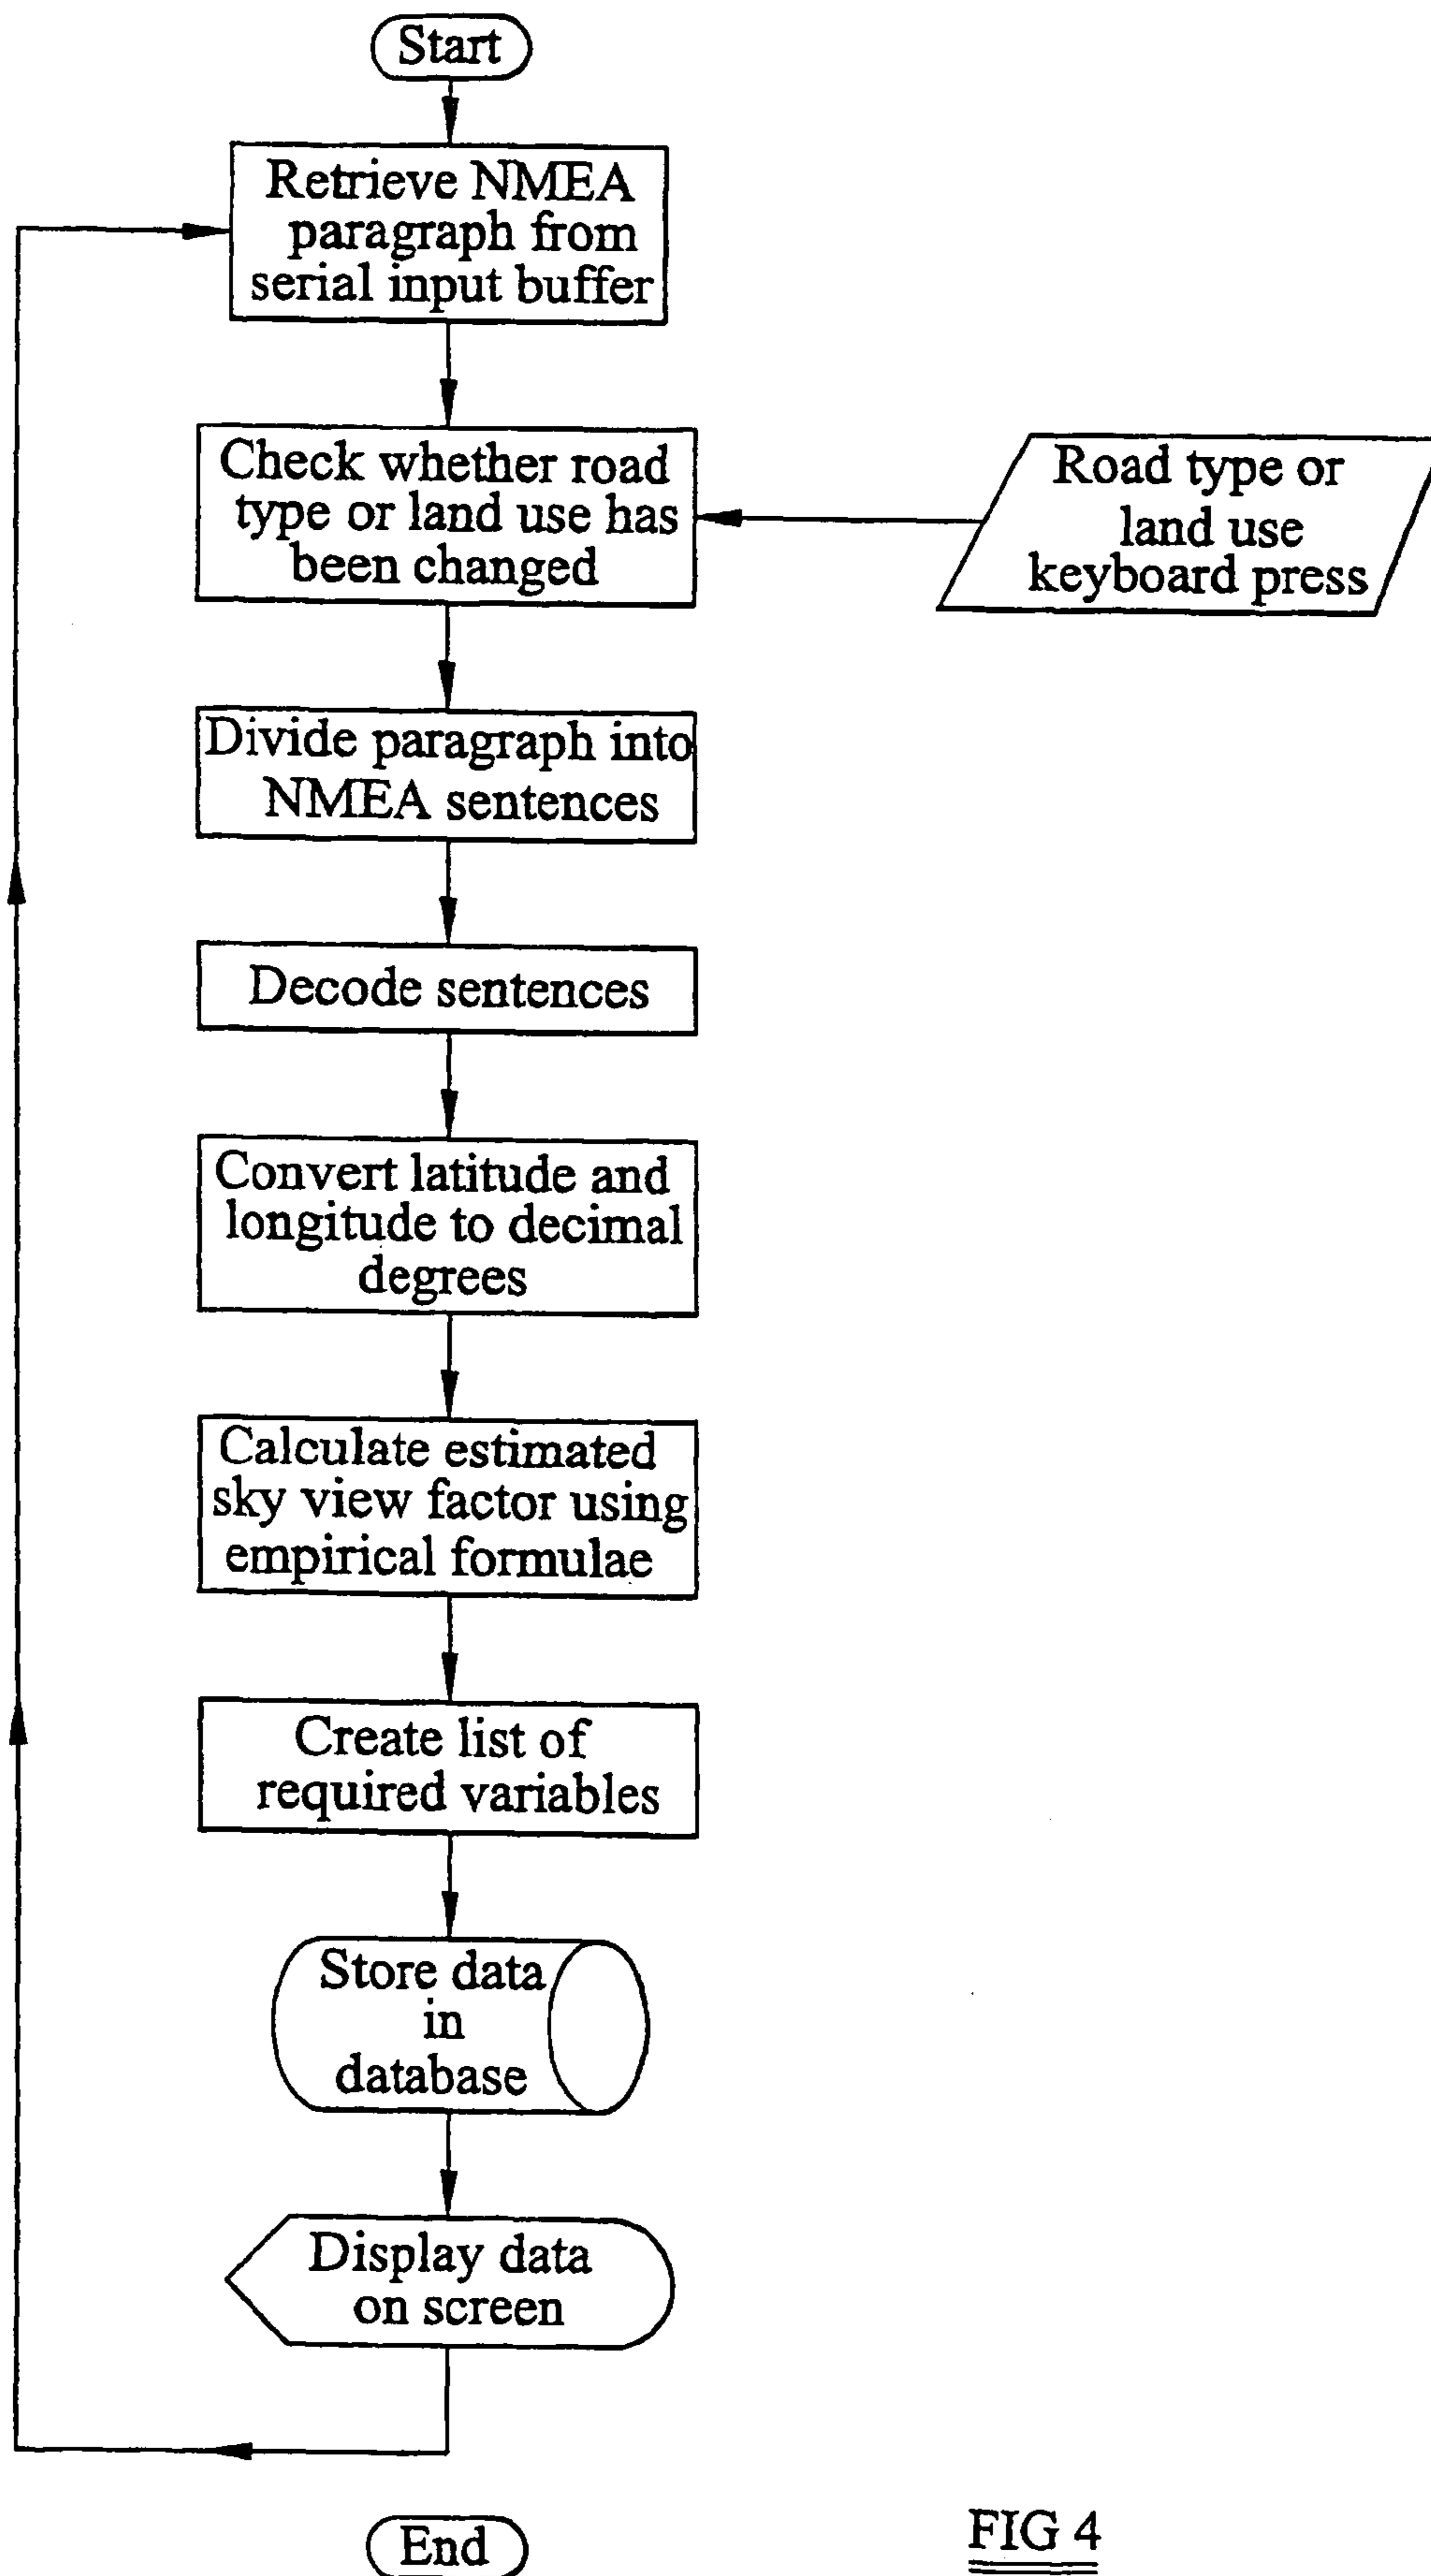 Start
Retrieve NMEA
paragraph from
serial input buffer
Check whether road
type or land use has
been changed
Road type or
land use
keyboard press
Divide paragraph into
NMEA sentences
Decode sentences
Convert latitude and
longitude to decimal
degrees
Calculate estimated
sky view factor using
empirical formulae
Create list of
required variables
Store data
in
database
Display data
on screen
End
FIG 4